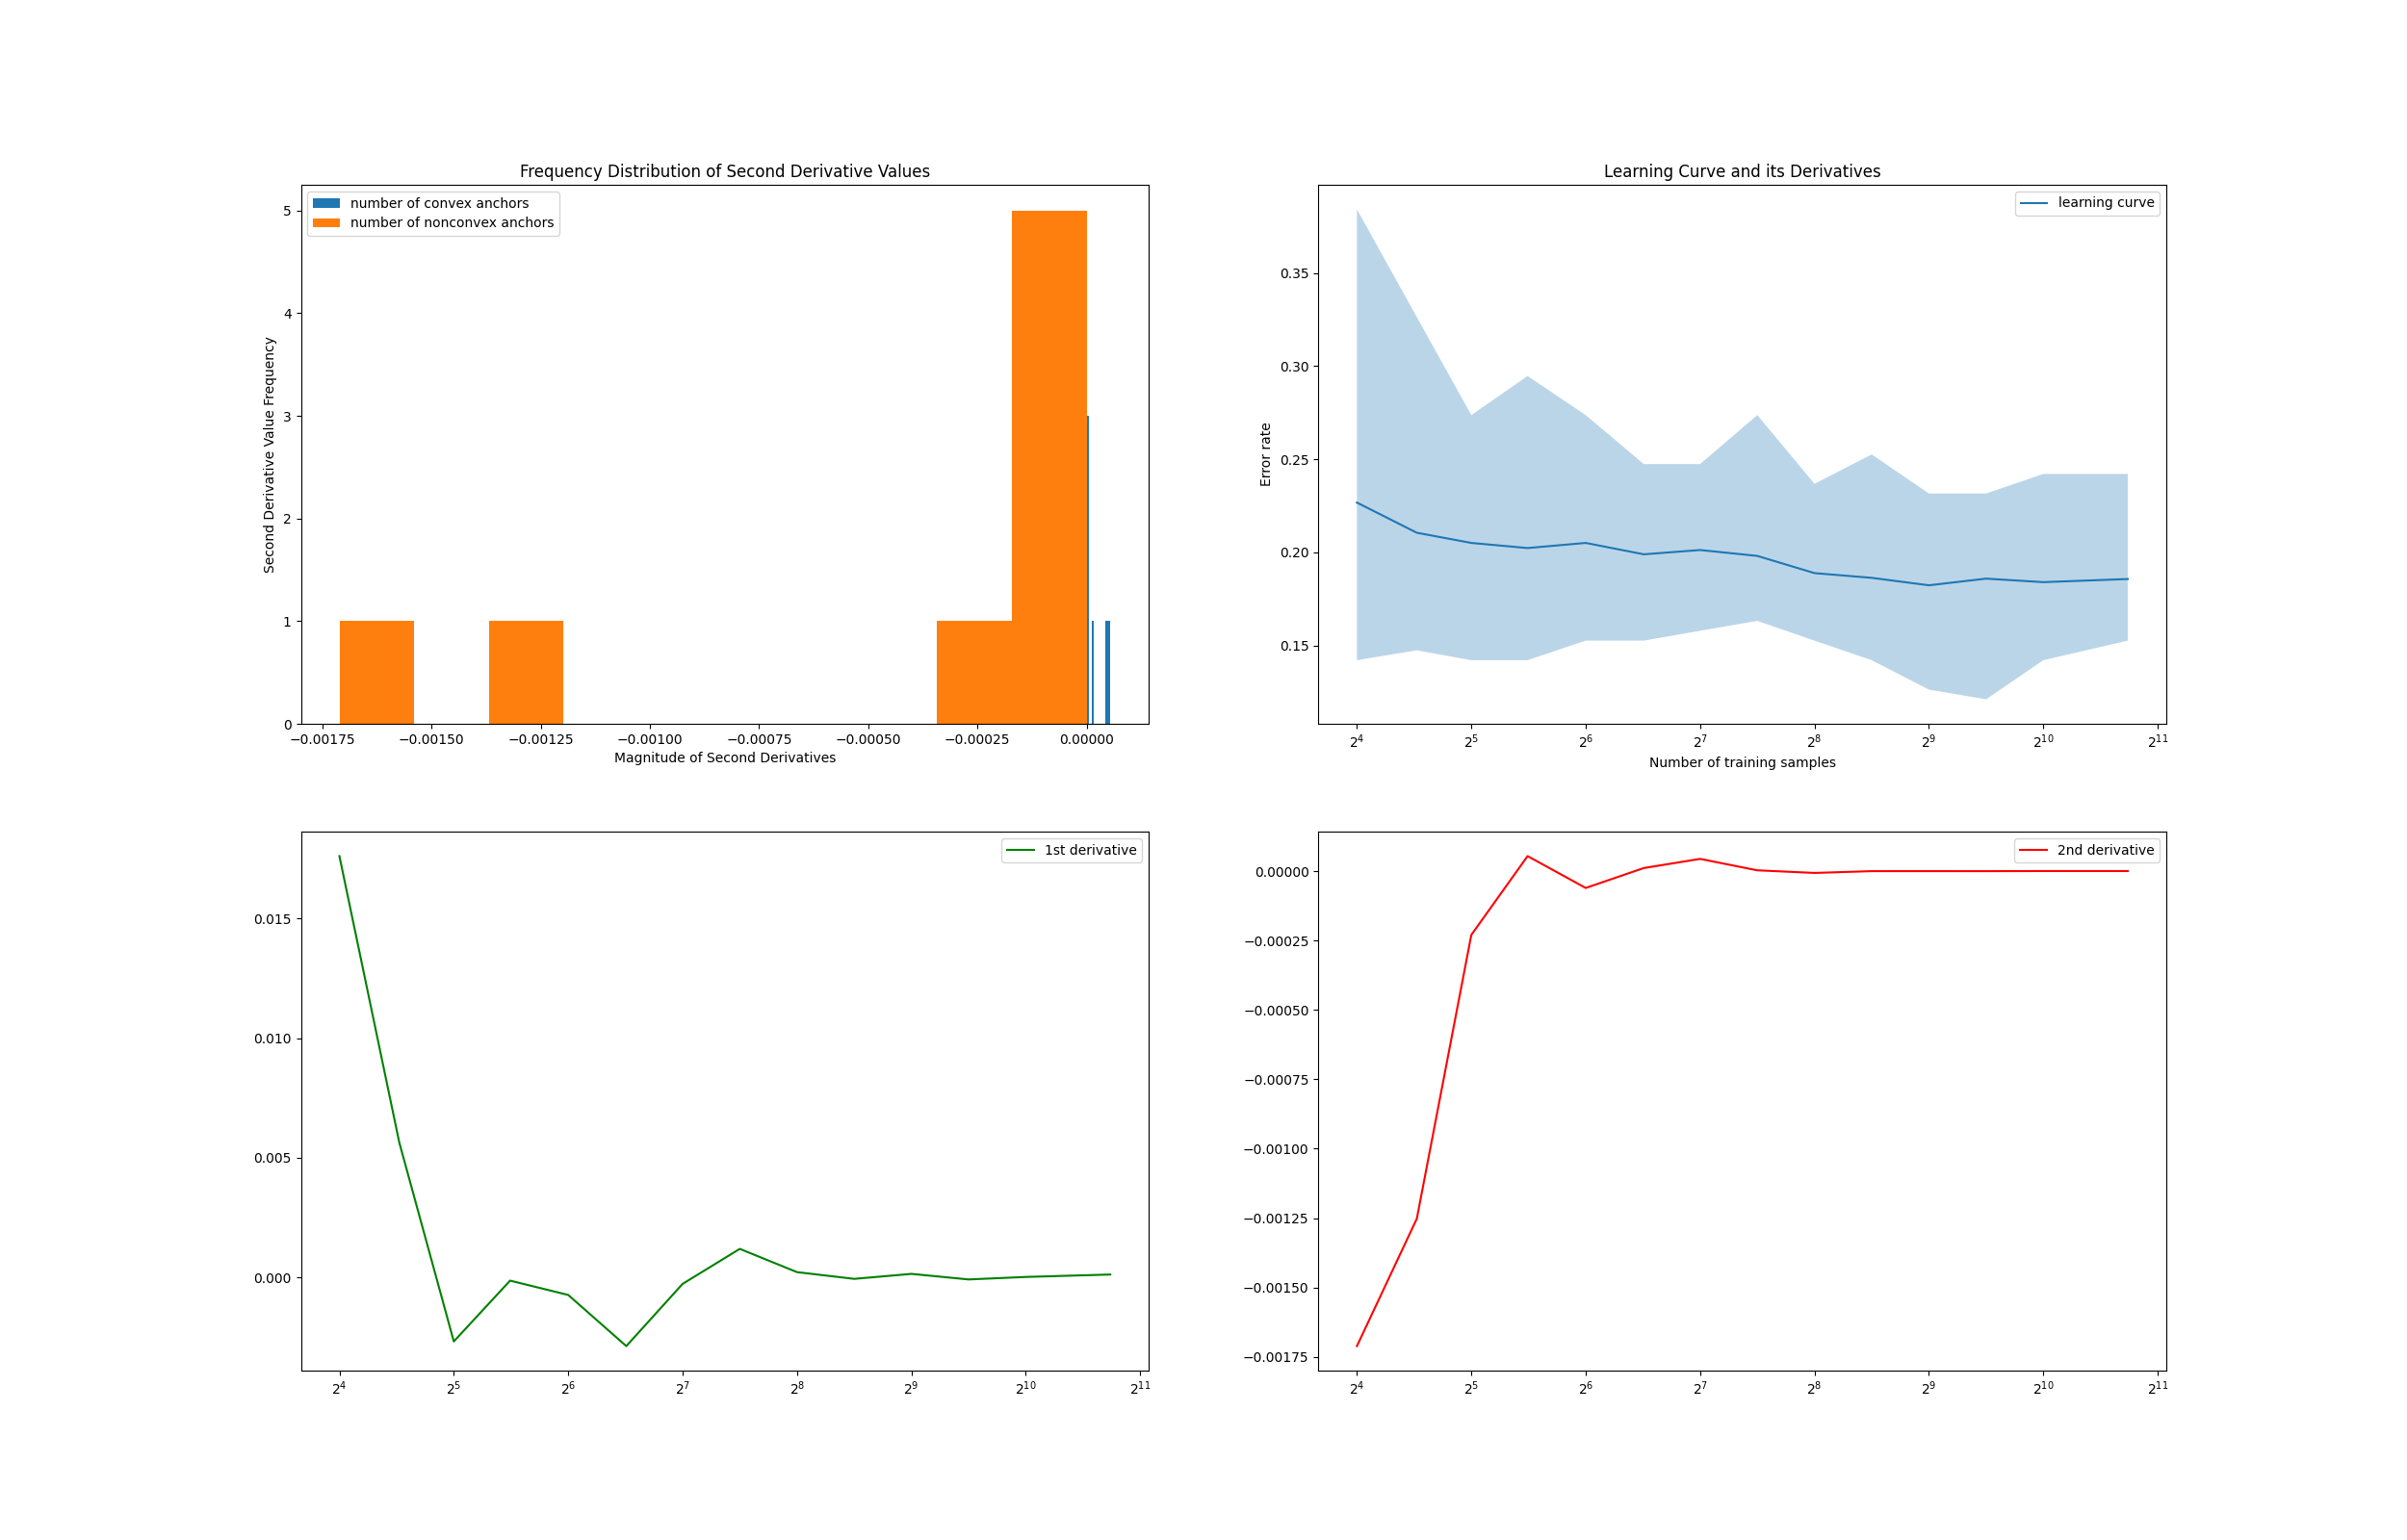 Frequency Distribution of Second Derivative Values
number of convex anchors
number of nonconvex anchors
5
4
3
2
1
0
Second Derivative Value Frequency
−0.00175 −0.00150 −0.00125 −0.00100 −0.00075 −0.00050 −0.00025 0.00000
Magnitude of Second Derivatives
Learning Curve and its Derivatives
learning curve
0.35
0.30
0.25
0.20
0.15
Error rate
2⁴ 2⁵ 2⁶ 2⁷ 2⁸ 2⁹ 2¹⁰ 2¹¹
Number of training samples
1st derivative
0.015
0.010
0.005
0.000
2⁴ 2⁵ 2⁶ 2⁷ 2⁸ 2⁹ 2¹⁰ 2¹¹
2nd derivative
0.00000
−0.00025
−0.00050
−0.00075
−0.00100
−0.00125
−0.00150
−0.00175
2⁴ 2⁵ 2⁶ 2⁷ 2⁸ 2⁹ 2¹⁰ 2¹¹